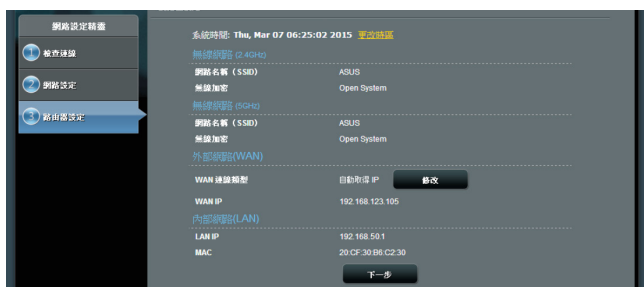 網路設定精靈
1 檢查連線
2 網路設定
3 路由器設定
系統時間: Thu, Mar 07 06:25:02 2015 更改時區
無線網路 (2.4GHz)
網路名稱（SSID） ASUS
無線加密 Open System
無線網路 (5GHz)
網路名稱（SSID） ASUS
無線加密 Open System
外部網路(WAN)
WAN 連線類型 自動取得 IP 修改
WAN IP 192.168.123.105
內部網路(LAN)
LAN IP 192.168.50.1
MAC 20:CF:30:B6:C2:30
下一步